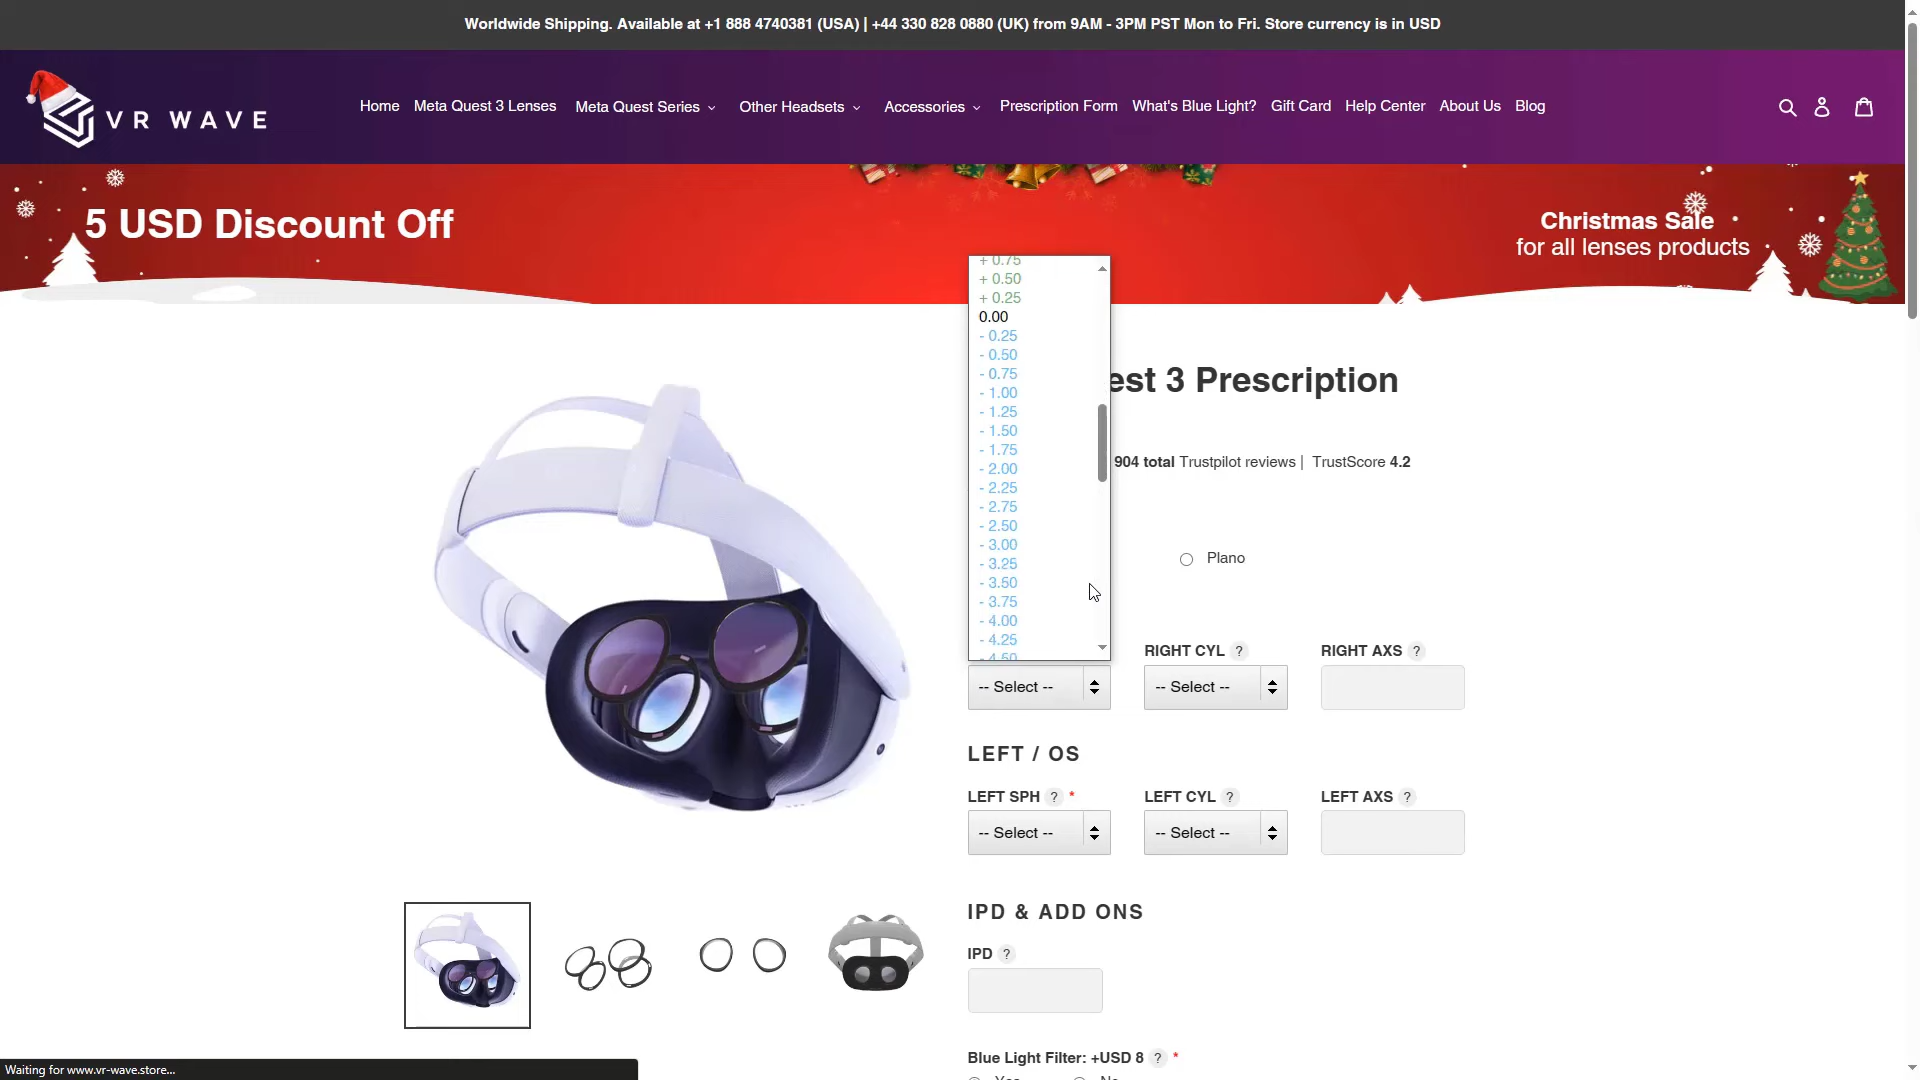 Worldwide Shipping. Available at +1 888 4740381 (USA) | +44 330 828 0880 (UK) from 9AM - 3PM PST Mon to Fri. Store currency is in USD
VR WAVE
Home Meta Quest 3 Lenses Meta Quest Series Other Headsets Accessories Prescription Form What's Blue Light? Gift Card Help Center About Us Blog
5 USD Discount Off
Christmas Sale
for all lenses products
+ 0.75
+ 0.50
+ 0.25
0.00
- 0.25
- 0.50
- 0.75
- 1.00
- 1.25
- 1.50
- 1.75
- 2.00
- 2.25
- 2.75
- 2.50
- 3.00
- 3.25
- 3.50
- 3.75
- 4.00
- 4.25
- 4.50
est 3 Prescription
904 total Trustpilot reviews | TrustScore 4.2
Plano
RIGHT CYL ? RIGHT AXS ?
-- Select -- -- Select --
LEFT / OS
LEFT SPH ? * LEFT CYL ? LEFT AXS ?
-- Select -- -- Select --
IPD & ADD ONS
IPD ?
Blue Light Filter: +USD 8 ? *
Yes No
Waiting for www.vr-wave.store...